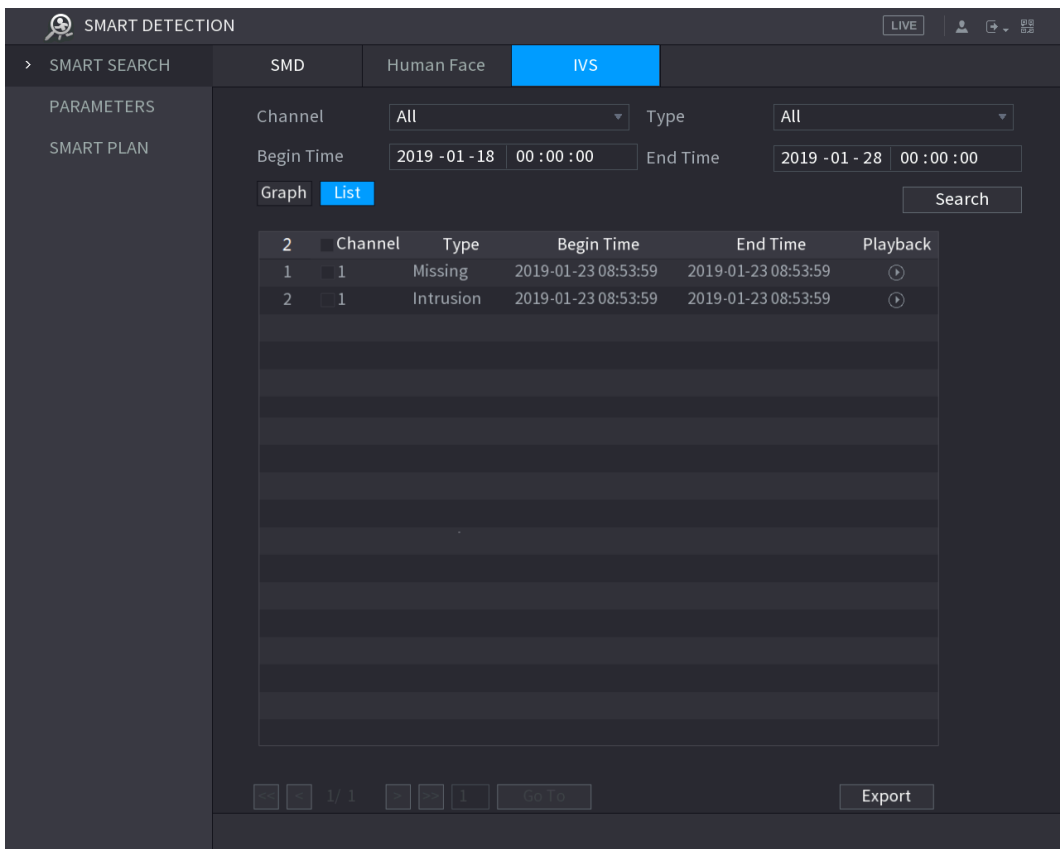 SMART DETECTION LIVE
> SMART SEARCH SMD Human Face IVS
PARAMETERS
SMART PLAN
Channel All Type All
Begin Time 2019 -01 -18 00 : 00 : 00 End Time 2019 -01 - 28 00 : 00 : 00
Graph List
Search
2 Channel Type Begin Time End Time Playback
1 1 Missing 2019-01-23 08:53:59 2019-01-23 08:53:59
2 1 Intrusion 2019-01-23 08:53:59 2019-01-23 08:53:59
<< < 1/ 1 > >> 1 Go To Export